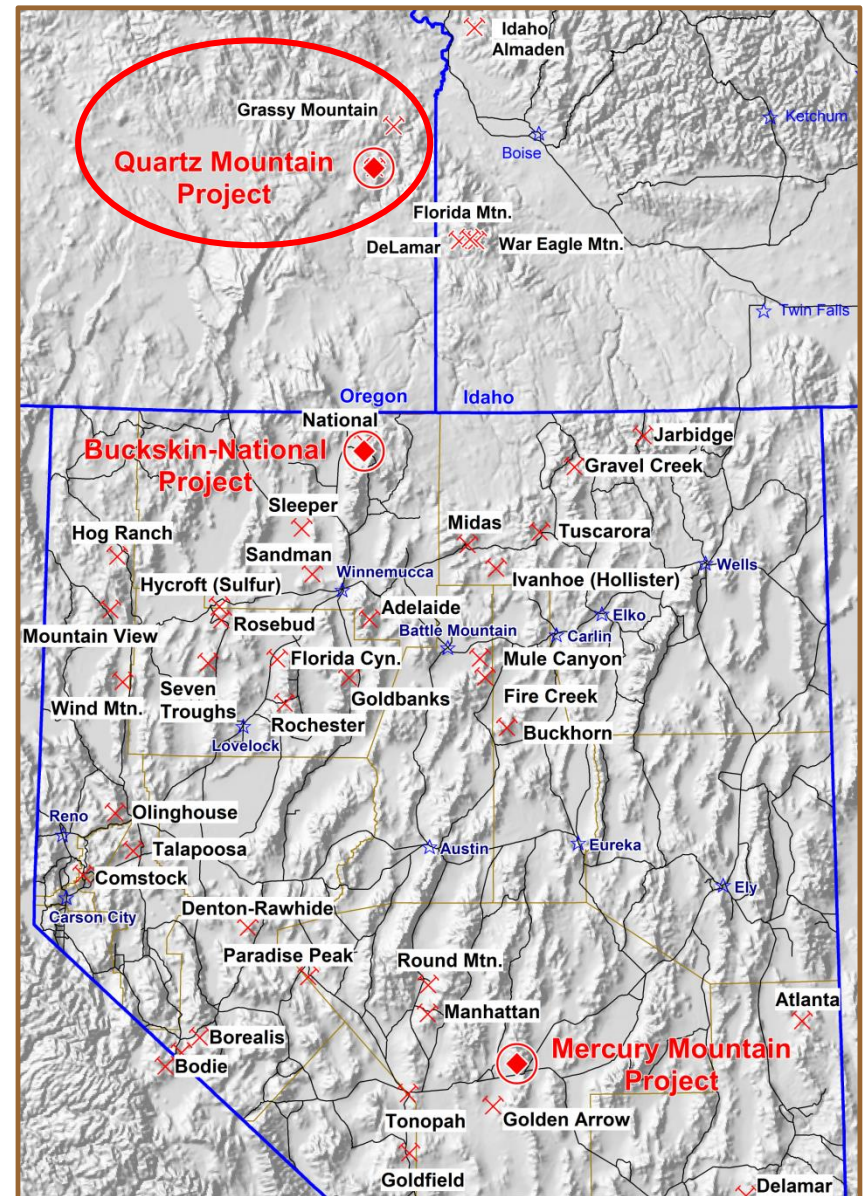 Idaho
Almaden
Grassy Mountain
Ketchum
Boise
Quartz Mountain
Project
Florida Mtn.
DeLamar
War Eagle Mtn.
Twin Falls
Oregon
Idaho
National
Buckskin-National
Project
Jarbidge
Gravel Creek
Sleeper
Hog Ranch
Midas
Tuscarora
Sandman
Winnemucca
Wells
Ivanhoe (Hollister)
Hycroft (Sulfur)
Adelaide
Elko
Rosebud
Battle Mountain
Carlin
Mountain View
Florida Cyn.
Mule Canyon
Seven
Troughs
Goldbanks
Fire Creek
Wind Mtn.
Rochester
Buckhorn
Lovelock
Olinghouse
Reno
Talapoosa
Austin
Eureka
Comstock
Ely
Carson City
Denton-Rawhide
Paradise Peak
Round Mtn.
Manhattan
Atlanta
Borealis
Bodie
Mercury Mountain
Project
Tonopah
Golden Arrow
Goldfield
Delamar